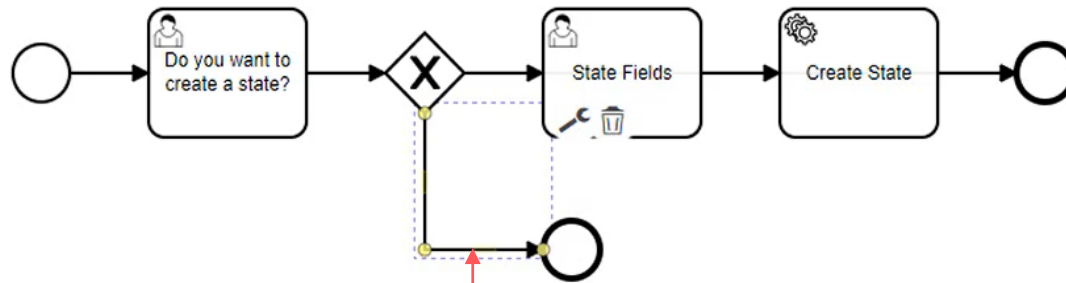 Do you want to
create a state?
State Fields
Create State